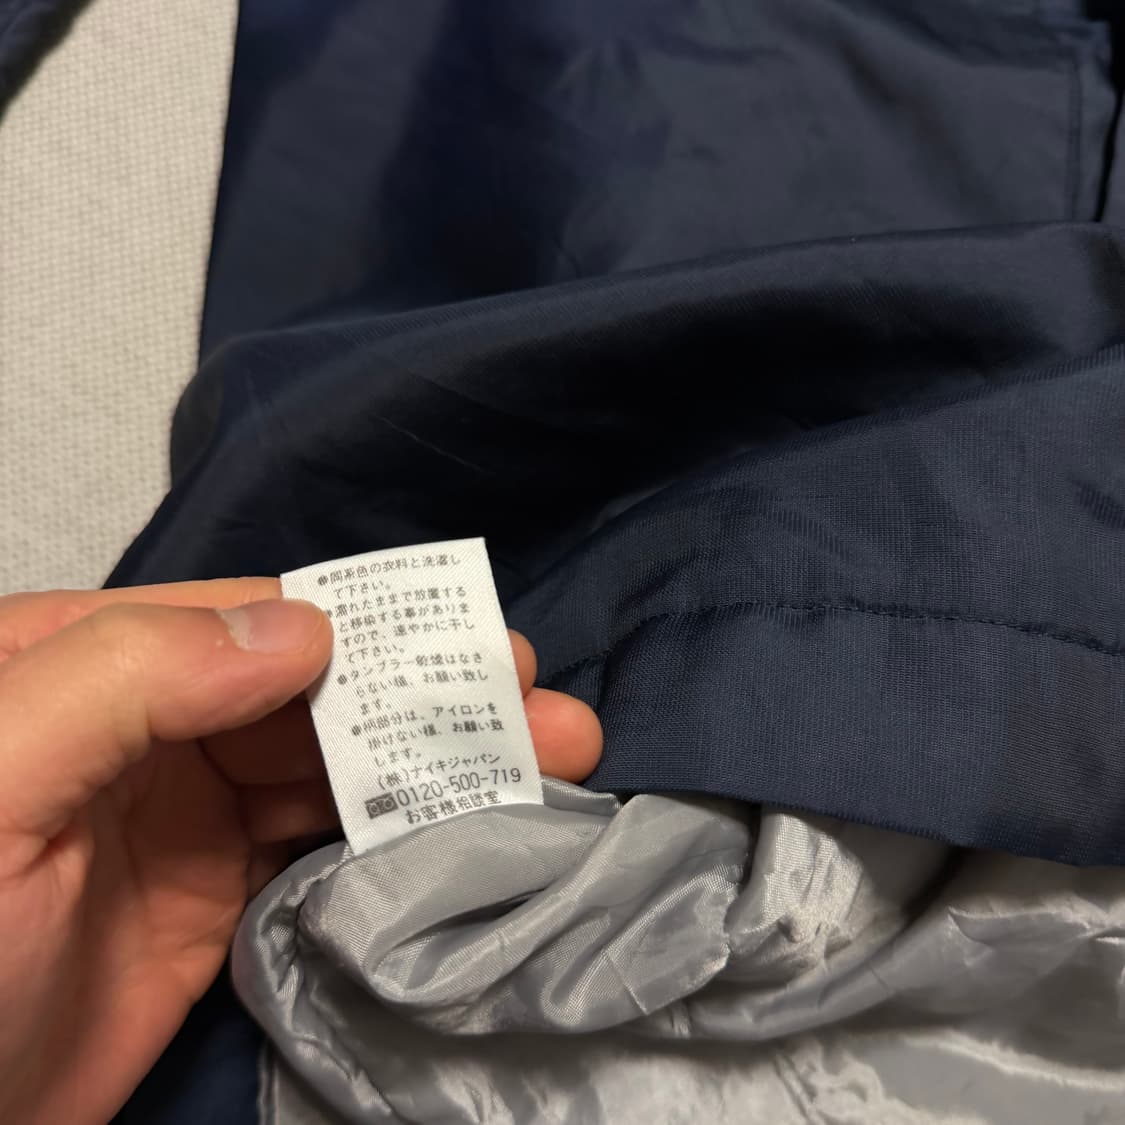 ●同系色の衣料と洗濯し
て下さい。
●濡れたままで放置する
と移染する事がありま
すので、速やかに干し
て下さい。
●タンブラー乾燥はなさ
らない様、お願い致し
ます。
●柄部分は、アイロンを
掛けない様、お願い致
します。
(株)ナイキジャパン
0120-500-719
お客様相談室